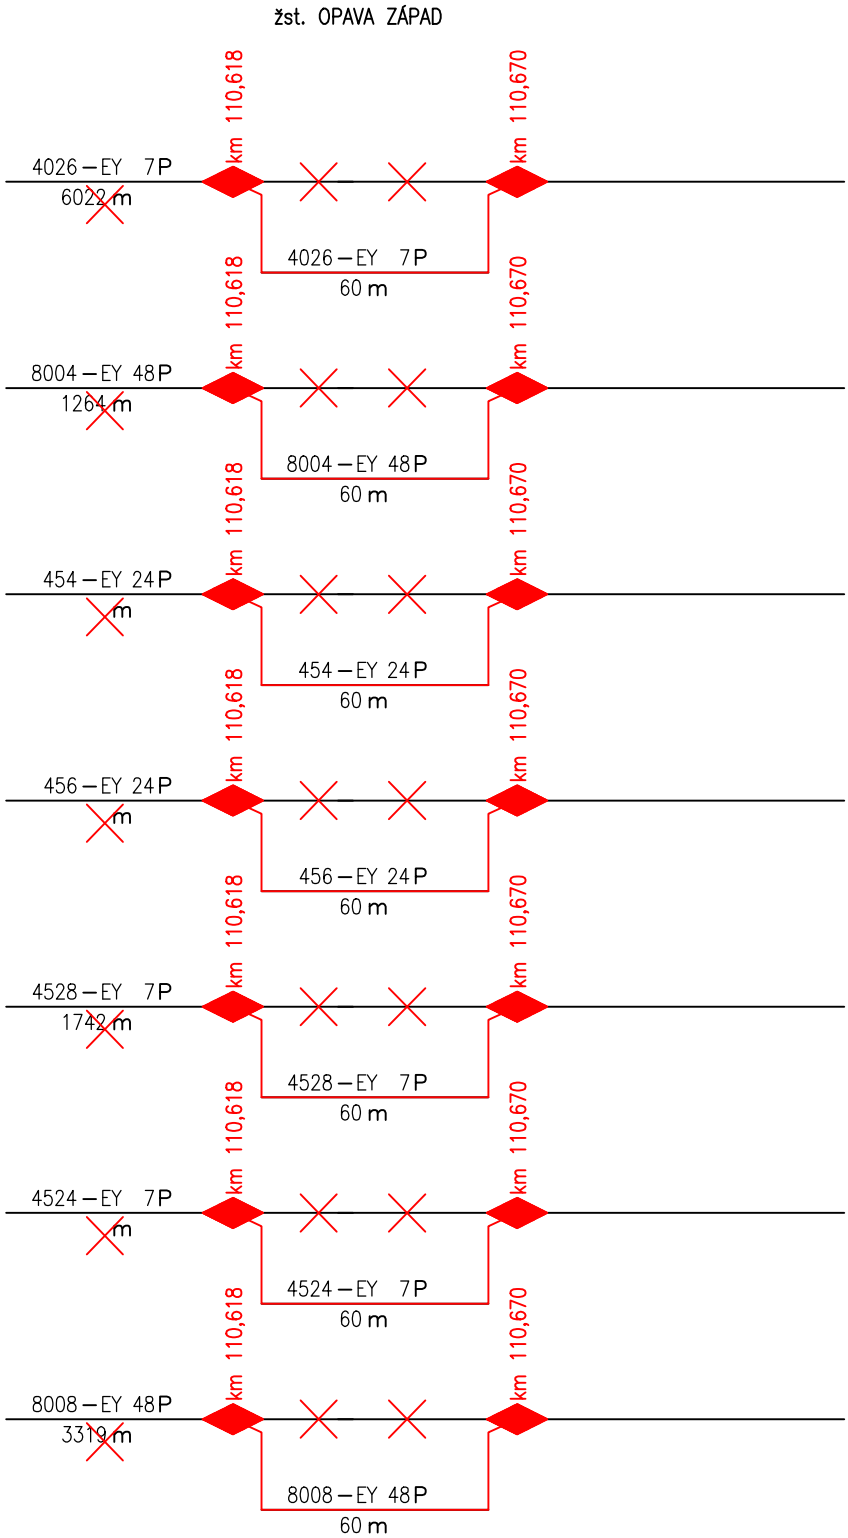 žst. OPAVA ZÁPAD
km 110,618
km 110,670
4026-EY 7P
6022 m
4026-EY 7P
60 m
km 110,618
km 110,670
8004-EY 48P
1264 m
8004-EY 48P
60 m
km 110,618
km 110,670
454-EY 24P
m
454-EY 24P
60 m
km 110,618
km 110,670
456-EY 24P
m
456-EY 24P
60 m
km 110,618
km 110,670
4528-EY 7P
1742 m
4528-EY 7P
60 m
km 110,618
km 110,670
4524-EY 7P
m
4524-EY 7P
60 m
km 110,618
km 110,670
8008-EY 48P
3319 m
8008-EY 48P
60 m